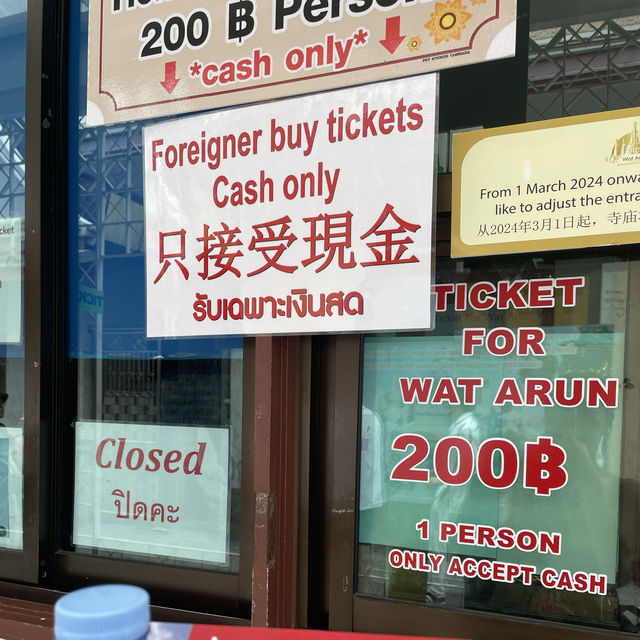 200 ฿ Person
*cash only*
Foreigner buy tickets
Cash only
只接受現金
รับเฉพาะเงินสด
From 1 March 2024 onwa
like to adjust the entra
从2024年3月1日起，寺庙
TICKET
FOR
WAT ARUN
200฿
1 PERSON
ONLY ACCEPT CASH
Closed
ปิดคะ